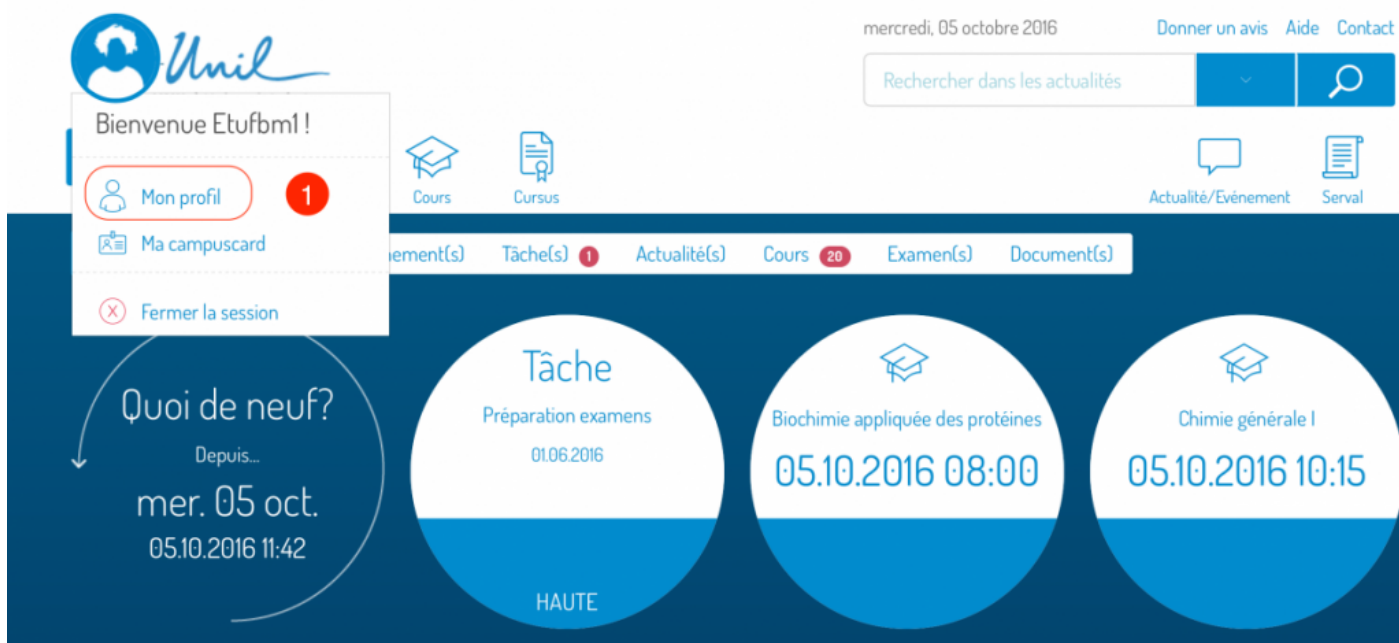 Unil
mercredi, 05 octobre 2016
Donner un avis Aide Contact
Rechercher dans les actualités
Bienvenue Etufbm1 !
Mon profil 1
Ma campuscard
Fermer la session
Cours Cursus
Actualité/Evénement Serval
ement(s) Tâche(s) 1 Actualité(s) Cours 20 Examen(s) Document(s)
Quoi de neuf?
Depuis...
mer. 05 oct.
05.10.2016 11:42
Tâche
Préparation examens
01.06.2016
HAUTE
Biochimie appliquée des protéines
05.10.2016 08:00
Chimie générale I
05.10.2016 10:15